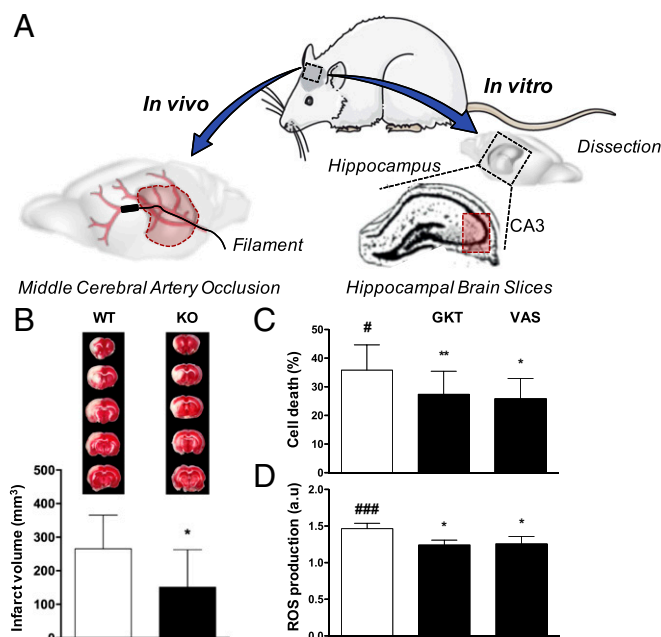 A
In vivo
In vitro
Hippocampus
Dissection
Filament
CA3
Middle Cerebral Artery Occlusion
Hippocampal Brain Slices
B
WT
KO
500
400
300
200
100
0
Infarct volume (mm³)
*
C
GKT
VAS
50
40
30
20
10
0
Cell death (%)
#
**
*
D
2.0
1.5
1.0
0.5
0.0
ROS production (a.u)
###
*
*